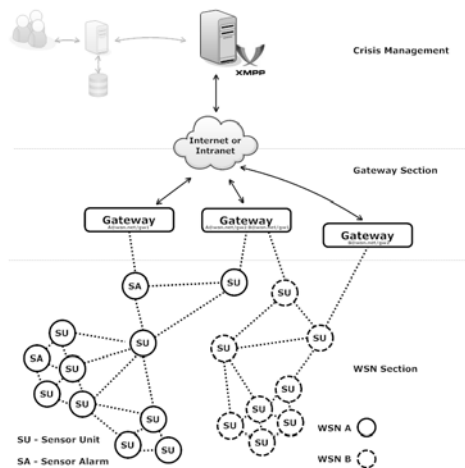 XMPP
Crisis Management
Internet or
Intranet
Gateway Section
Gateway
Gateway
Gateway
SA
SU
SU
SU
SU
SU
SU
SA
SU
SU
SU
SU
SU
SU
SU
SU
SU
SU
SU
SU
WSN Section
WSN A
WSN B
SU - Sensor Unit
SA - Sensor Alarm